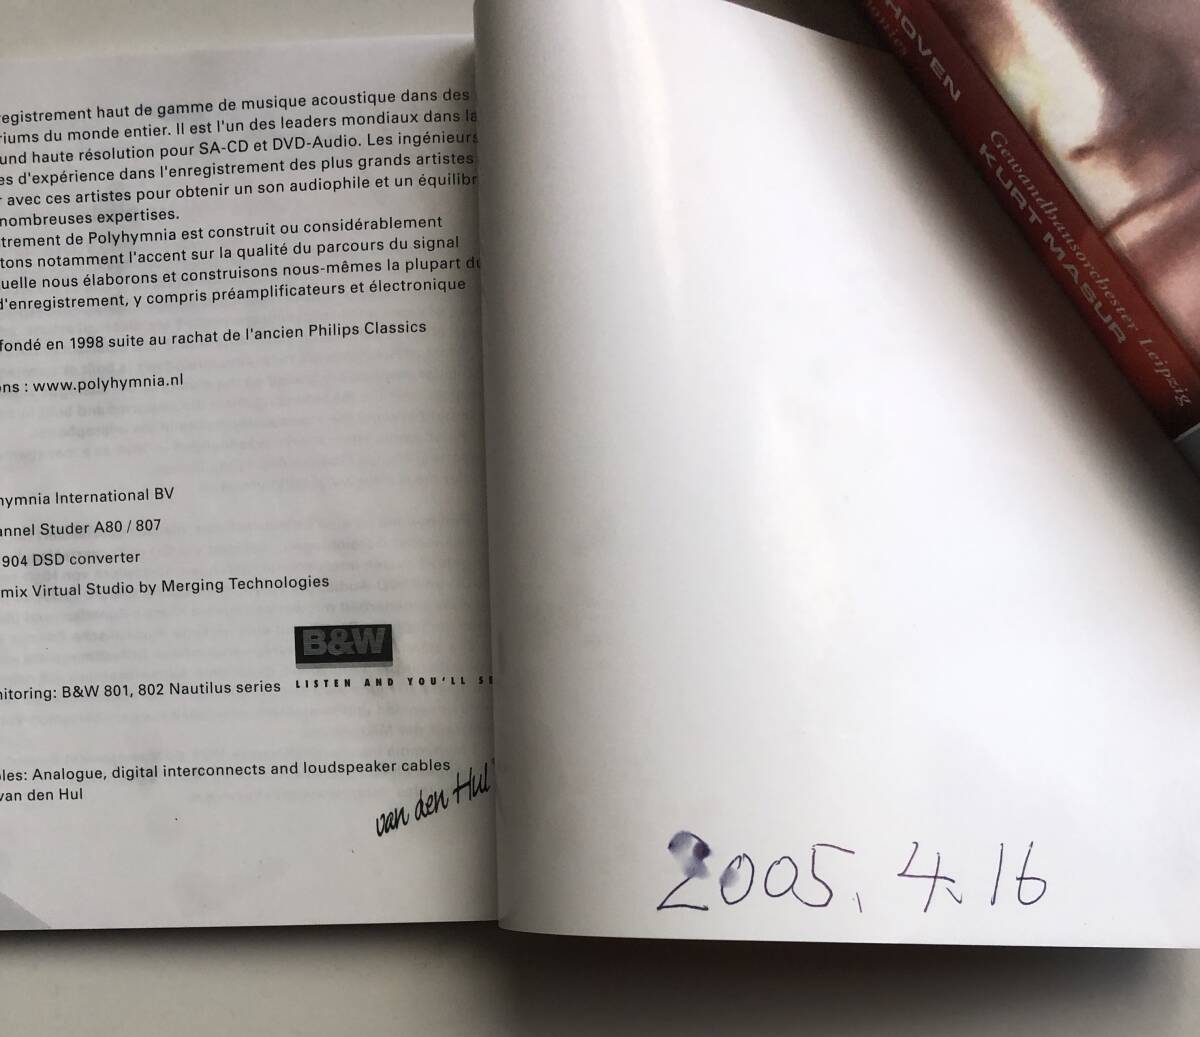 registrement haut de gamme de musique acoustique dans des
riums du monde entier. Il est l'un des leaders mondiaux dans la
und haute résolution pour SA-CD et DVD-Audio. Les ingénieurs
es d'expérience dans l'enregistrement des plus grands artistes
r avec ces artistes pour obtenir un son audiophile et un équilibr
nombreuses expertises.
trement de Polyhymnia est construit ou considérablement
tons notamment l'accent sur la qualité du parcours du signal
uelle nous élaborons et construisons nous-mêmes la plupart du
d'enregistrement, y compris préamplificateurs et électronique
fondé en 1998 suite au rachat de l'ancien Philips Classics
ons : www.polyhymnia.nl
hymnia International BV
annel Studer A80 / 807
904 DSD converter
mix Virtual Studio by Merging Technologies
B&W
LISTEN AND YOU'LL SE
nitoring: B&W 801, 802 Nautilus series
les: Analogue, digital interconnects and loudspeaker cables
van den Hul
van den Hul
HOVEN
Gewandhausorchester Leipzig
KURT MASUR
2005.4.16